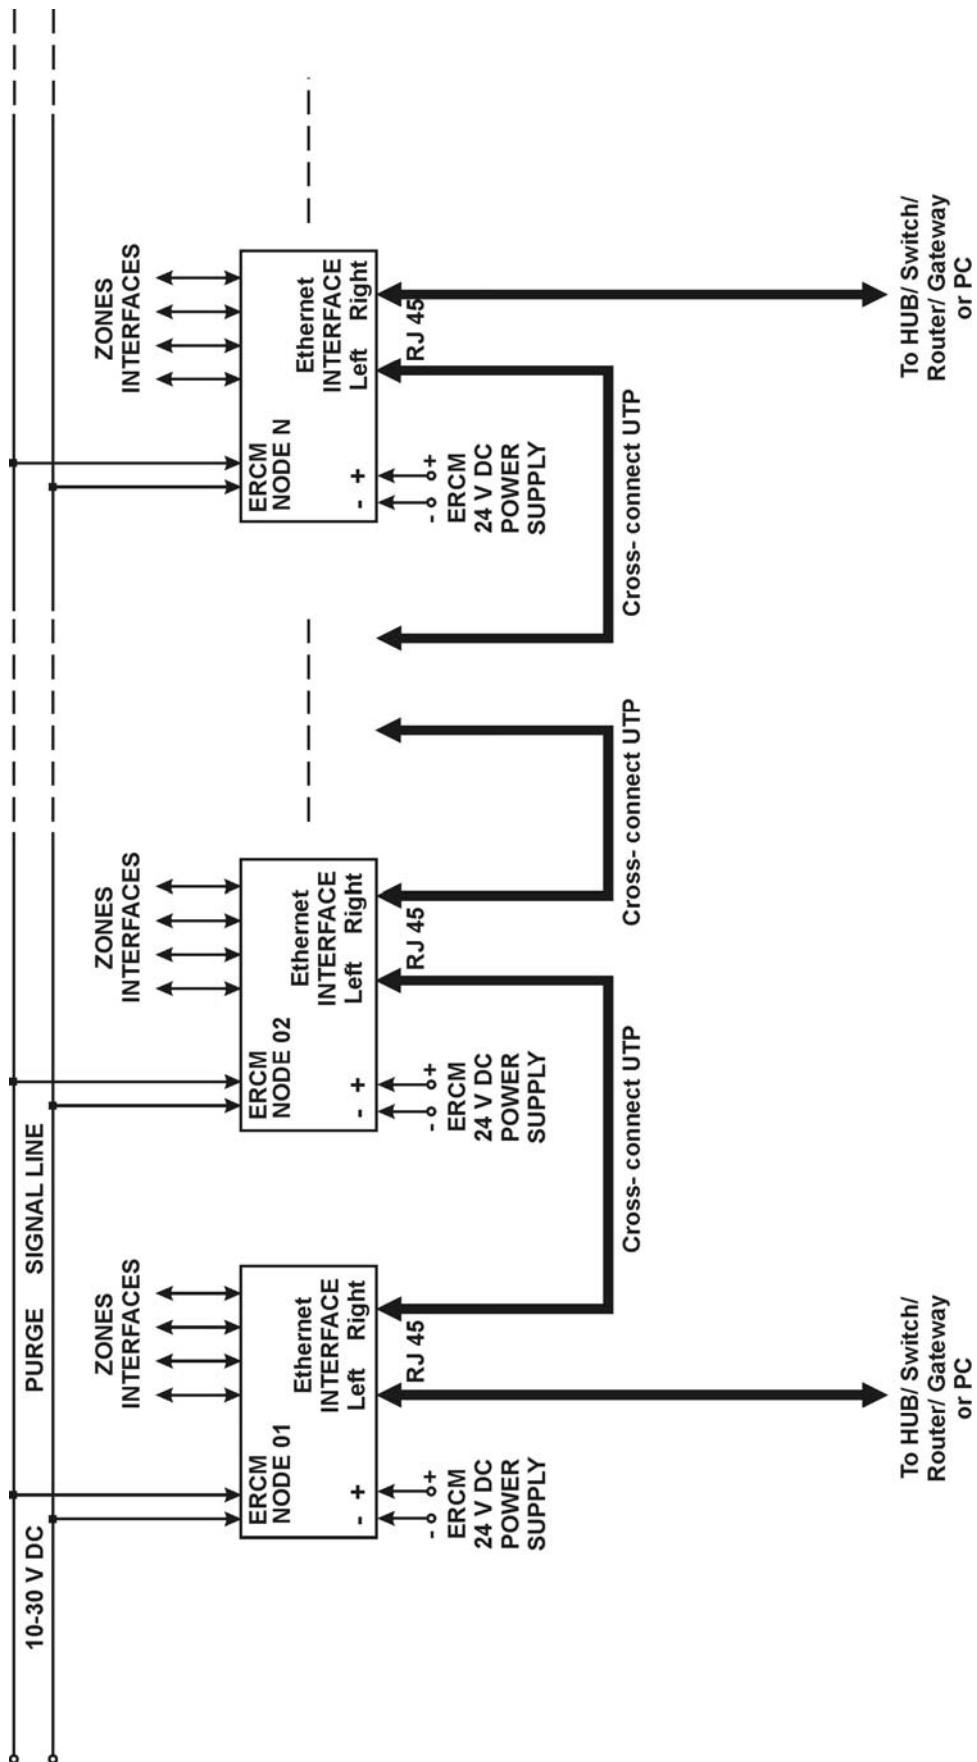 10-30 V DC PURGE SIGNAL LINE
ZONES
INTERFACES
ZONES
INTERFACES
ZONES
INTERFACES
ERCM
NODE 01
Ethernet
INTERFACE
Left Right
- +
RJ 45
- +
ERCM
24 V DC
POWER
SUPPLY
ERCM
NODE 02
Ethernet
INTERFACE
Left Right
- +
RJ 45
- +
ERCM
24 V DC
POWER
SUPPLY
ERCM
NODE N
Ethernet
INTERFACE
Left Right
- +
RJ 45
- +
ERCM
24 V DC
POWER
SUPPLY
Cross- connect UTP
Cross- connect UTP
Cross- connect UTP
To HUB/ Switch/
Router/ Gateway
or PC
To HUB/ Switch/
Router/ Gateway
or PC